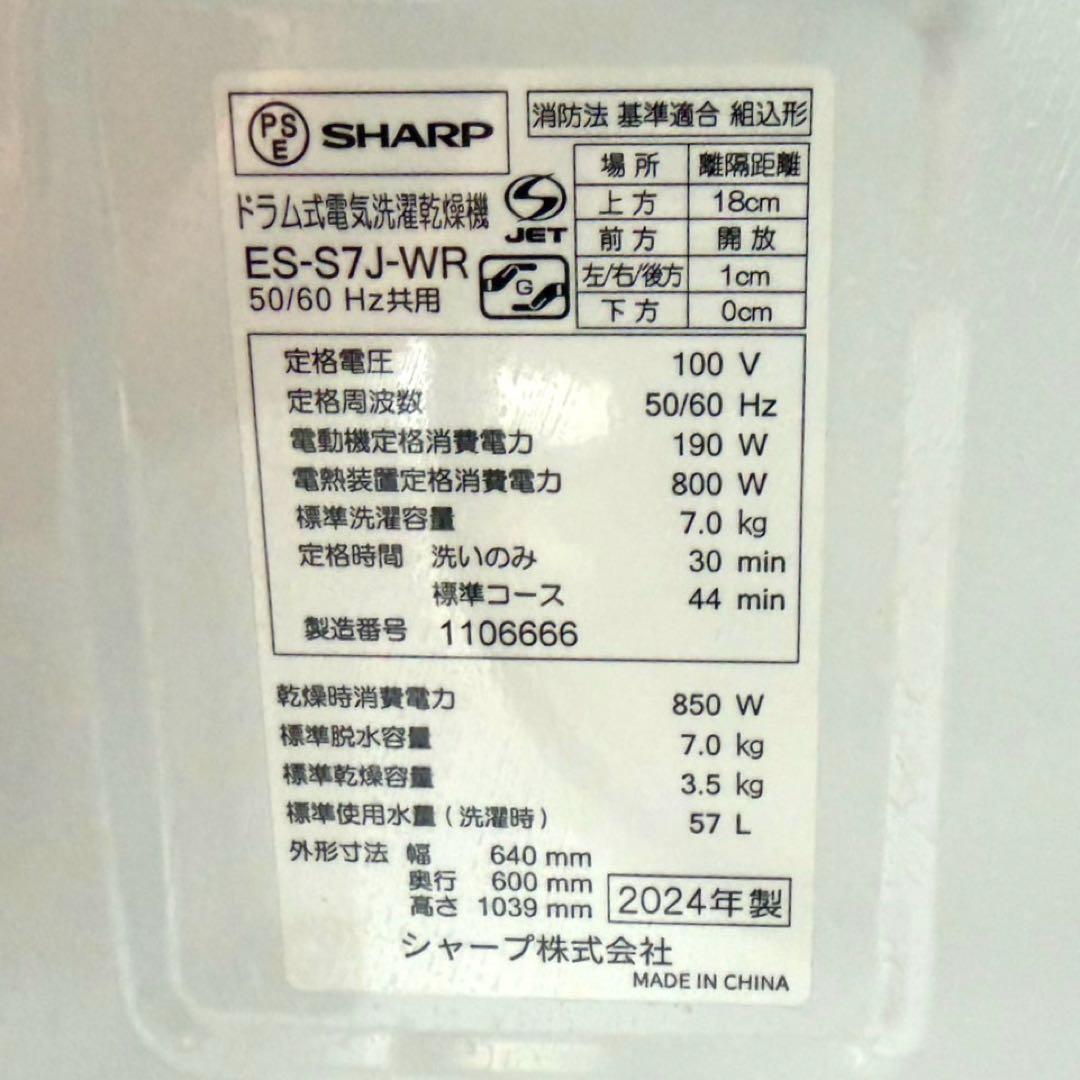 PSE SHARP
消防法 基準適合 組込形
ドラム式電気洗濯乾燥機
JET
ES-S7J-WR
G
50/60 Hz共用
場所 離隔距離
上方 18cm
前方 開放
左/右/後方 1cm
下方 0cm
定格電圧 100 V
定格周波数 50/60 Hz
電動機定格消費電力 190 W
電熱装置定格消費電力 800 W
標準洗濯容量 7.0 kg
定格時間 洗いのみ 30 min
標準コース 44 min
製造番号 1106666
乾燥時消費電力 850 W
標準脱水容量 7.0 kg
標準乾燥容量 3.5 kg
標準使用水量(洗濯時) 57 L
外形寸法 幅 640 mm
奥行 600 mm
高さ 1039 mm
2024年製
シャープ株式会社
MADE IN CHINA